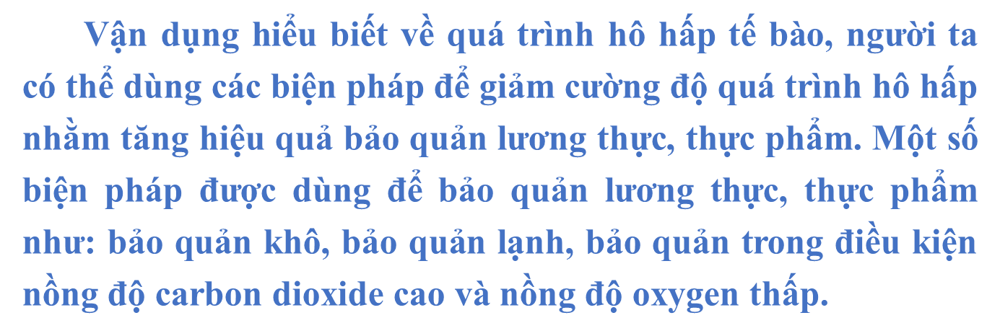 Vận dụng hiểu biết về quá trình hô hấp tế bào, người ta
có thể dùng các biện pháp để giảm cường độ quá trình hô hấp
nhằm tăng hiệu quả bảo quản lương thực, thực phẩm. Một số
biện pháp được dùng để bảo quản lương thực, thực phẩm
như: bảo quản khô, bảo quản lạnh, bảo quản trong điều kiện
nồng độ carbon dioxide cao và nồng độ oxygen thấp.